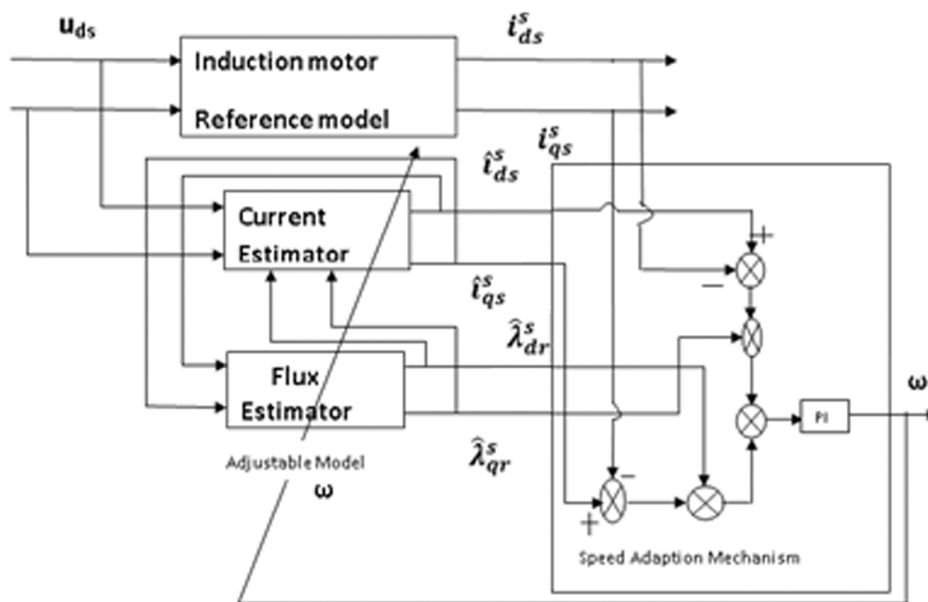 u_ds
i^s_ds
Induction motor
Reference model
i^s_qs
î^s_ds
Current
Estimator
+
−
î^s_qs
λ̂^s_dr
Flux
Estimator
ω
PI
λ̂^s_qr
Adjustable Model
ω
−
+
Speed Adaption Mechanism